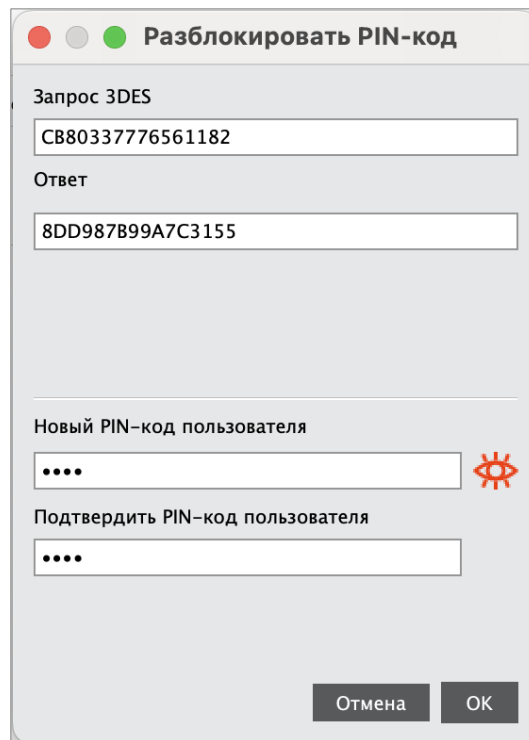 Разблокировать PIN-код
Запрос 3DES
CB80337776561182
Ответ
8DD987B99A7C3155
Новый PIN-код пользователя
••••
Подтвердить PIN-код пользователя
••••
Отмена
OK